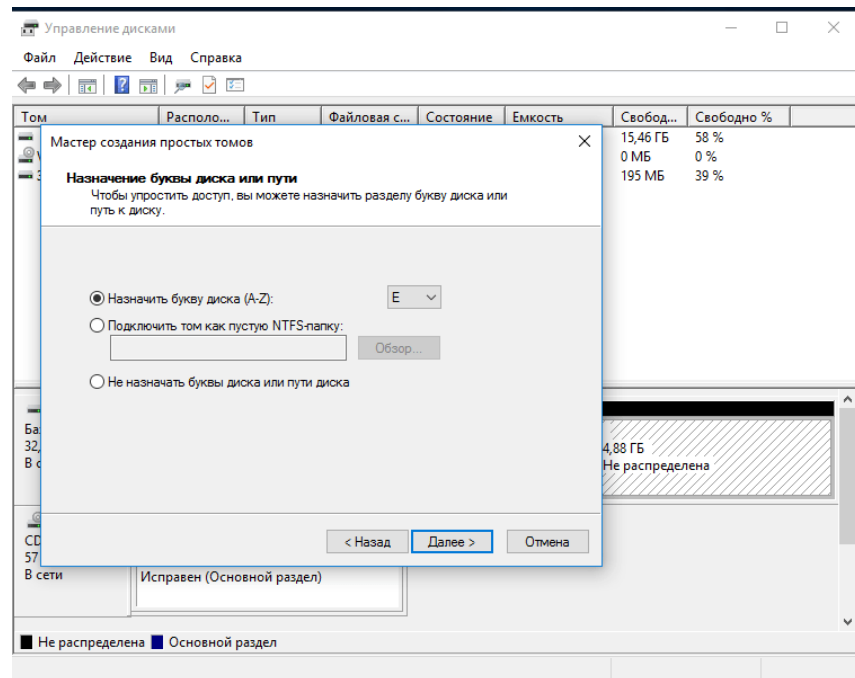 Управление дисками
Файл Действие Вид Справка
Том Располо... Тип Файловая с... Состояние Емкость Свобод... Свободно %
15,46 ГБ 58 %
0 МБ 0 %
195 МБ 39 %
Мастер создания простых томов
Назначение буквы диска или пути
Чтобы упростить доступ, вы можете назначить разделу букву диска или
путь к диску.
Назначить букву диска (A-Z): E
Подключить том как пустую NTFS-папку:
Обзор...
Не назначать буквы диска или пути диска
< Назад Далее > Отмена
Ба
32,
В с
4,88 ГБ
Не распределена
CD
57
В сети
Исправен (Основной раздел)
Не распределена Основной раздел